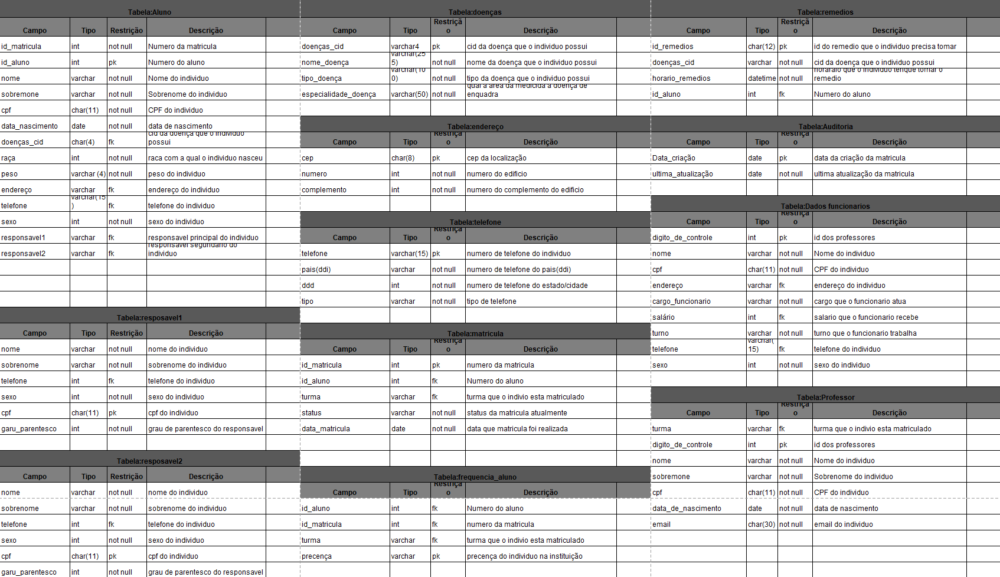 Tabela:Aluno
Campo Tipo Restrição Descrição
id_matricula int not null Numero da matricula
id_aluno int pk Numero do aluno
nome varchar not null Nome do individuo
sobremone varchar not null Sobrenome do individuo
cpf char(11) not null CPF do individuo
data_nascimento date not null data de nascimento
doenças_cid char(4) fk cid da doença que o individuo possui
raça int not null raca com a qual o individuo nasceu
peso varchar (4) not null peso do individuo
endereço varchar fk endereço do individuo
telefone varchar(15) fk telefone do individuo
sexo int not null sexo do individuo
responsavel1 varchar fk responsavel principal do individuo
responsavel2 varchar fk responsavel segundario do individuo
Tabela:resposavel1
Campo Tipo Restrição Descrição
nome varchar not null nome do individuo
sobrenome varchar not null sobrenome do individuo
telefone int fk telefone do individuo
sexo int not null sexo do individuo
cpf char(11) pk cpf do individuo
garu_parentesco int not null grau de parentesco do responsavel
Tabela:resposavel2
Campo Tipo Restrição Descrição
nome varchar not null nome do individuo
sobrenome varchar not null sobrenome do individuo
telefone int fk telefone do individuo
sexo int not null sexo do individuo
cpf char(11) pk cpf do individuo
garu_parentesco int not null grau de parentesco do responsavel
Tabela:doenças
Campo Tipo Restrição Descrição
doenças_cid varchar4 pk cid da doença que o individuo possui
nome_doença varchar(255) not null nome da doença que o individuo possui
tipo_doença varchar(100) not null tipo da doença que o individuo possui
especialidade_doença varchar(50) not null qual a area da medicida a doença de enquadra
Tabela:endereço
Campo Tipo Restrição Descrição
cep char(8) pk cep da localização
numero int not null numero do edificio
complemento int not null numero do complemento do edificio
Tabela:telefone
Campo Tipo Restrição Descrição
telefone varchar(15) pk numero de telefone do individuo
pais(ddi) varchar not null numero de telefone do pais(ddi)
ddd int not null numero de telefone do estado/cidade
tipo varchar not null tipo de telefone
Tabela:matricula
Campo Tipo Restrição Descrição
id_matricula int pk numero da matricula
id_aluno int fk Numero do aluno
turma varchar fk turma que o indivio esta matriculado
status varchar not null status da matricula atualmente
data_matricula date not null data que matricula foi realizada
Tabela:frequencia_aluno
Campo Tipo Restrição Descrição
id_aluno int fk Numero do aluno
id_matricula int fk numero da matricula
turma varchar fk turma que o indivio esta matriculado
precença varchar pk precença do individuo na instituição
Tabela:remedios
Campo Tipo Restrição Descrição
id_remedios char(12) pk id do remedio que o individuo precisa tomar
doenças_cid varchar not null cid da doença que o individuo possui
horario_remedios datetime not null horaraio que o individuo tenque tomar o remedio
id_aluno int fk Numero do aluno
Tabela:Auditoria
Campo Tipo Restrição Descrição
Data_criação date pk data da criação da matricula
ultima_atualização date not null ultima atualização da matricula
Tabela:Dados funcionarios
Campo Tipo Restrição Descrição
digito_de_controle int pk id dos professores
nome varchar not null Nome do individuo
cpf char(11) not null CPF do individuo
endereço varchar fk endereço do individuo
cargo_funcionario varchar not null cargo que o funcionario atua
salário int fk salario que o funcionario recebe
turno varchar not null turno que o funcionario trabalha
telefone varchar(15) fk telefone do individuo
sexo int not null sexo do individuo
Tabela:Professor
Campo Tipo Restrição Descrição
turma varchar fk turma que o indivio esta matriculado
digito_de_controle int pk id dos professores
nome varchar not null Nome do individuo
sobremone varchar not null Sobrenome do individuo
cpf char(11) not null CPF do individuo
data_de_nascimento date not null data de nascimento
email char(30) not null email do individuo